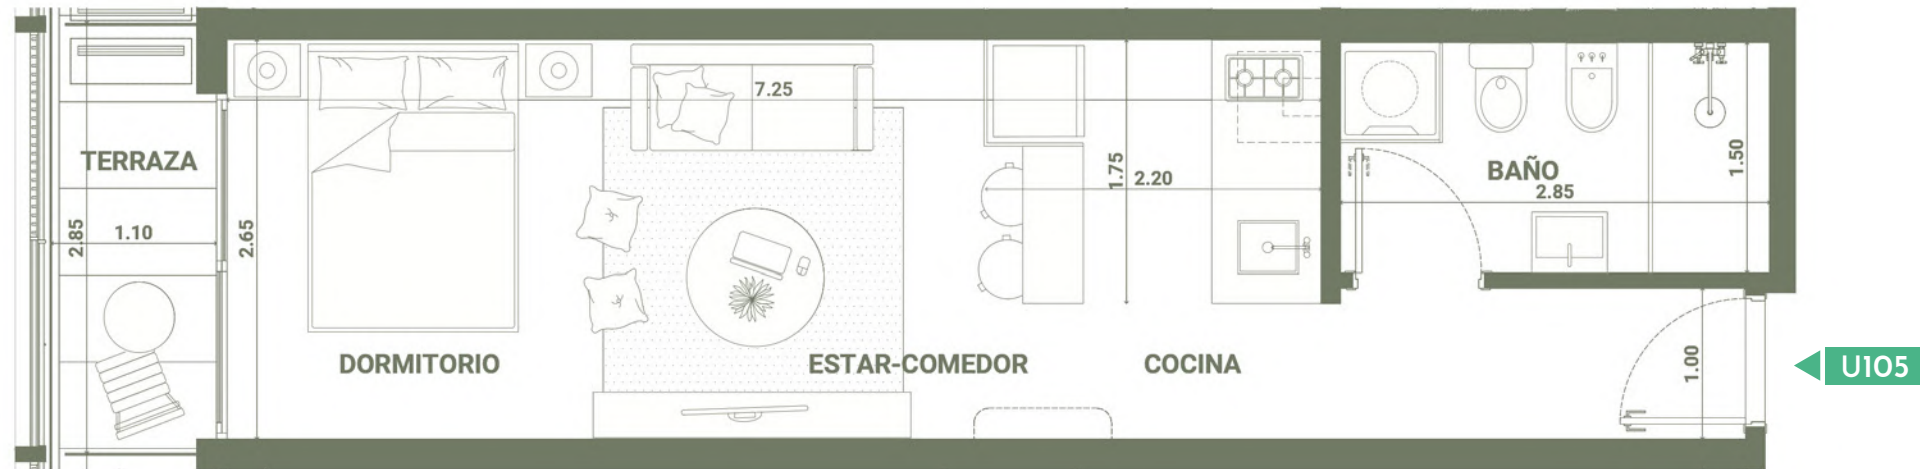 7.25
TERRAZA
1.75
2.20
BAÑO
2.85
1.50
2.85
1.10
2.65
DORMITORIO
ESTAR-COMEDOR
COCINA
1.00
U105